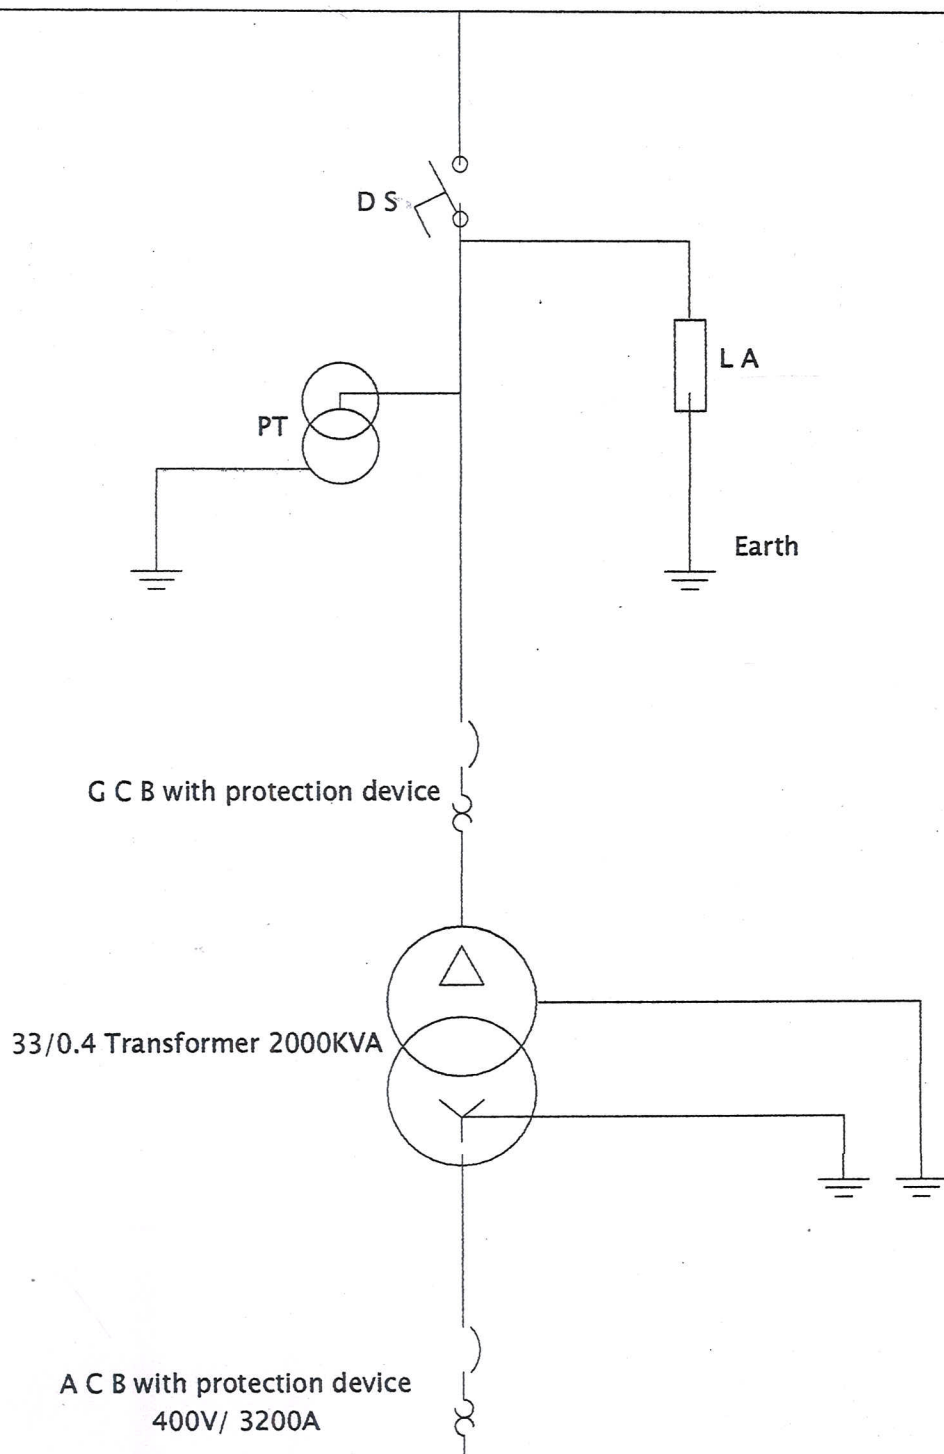 D S
L A
PT
Earth
G C B with protection device
33/0.4 Transformer 2000KVA
A C B with protection device
400V/ 3200A